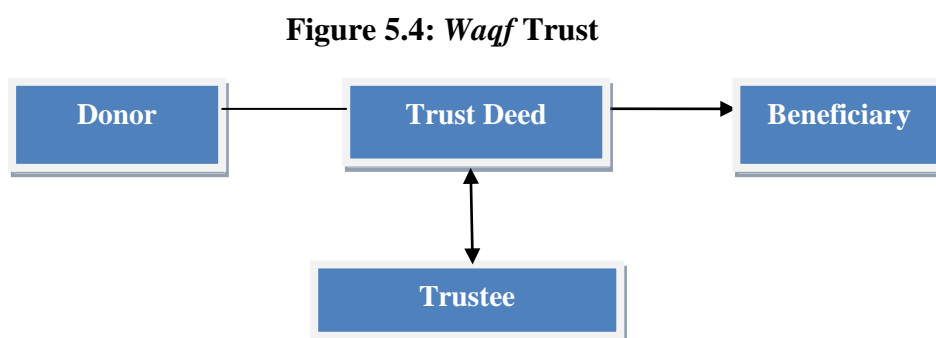 Figure 5.4: Waqf Trust
Donor
Trust Deed
Beneficiary
Trustee